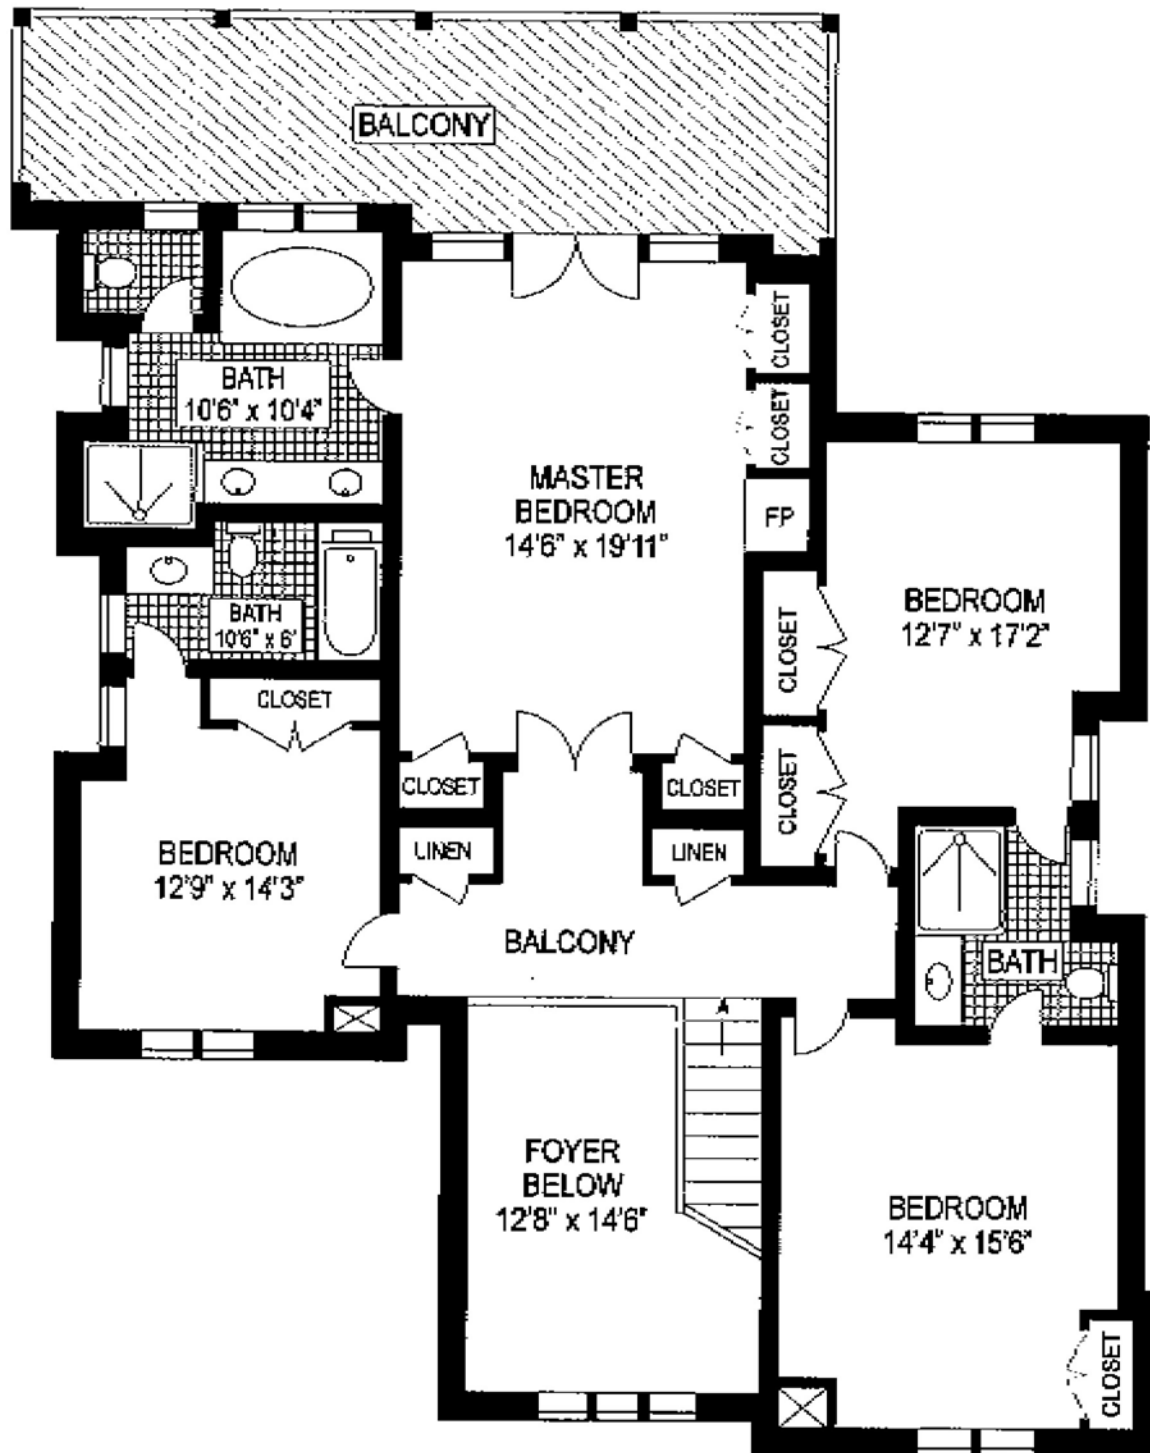 BALCONY
CLOSET
BATH
10'6" x 10'4"
CLOSET
MASTER
BEDROOM
14'6" x 19'11"
FP
BEDROOM
12'7" x 17'2"
BATH
10'6" x 6'
CLOSET
CLOSET
CLOSET
CLOSET
CLOSET
BEDROOM
12'9" x 14'3"
LINEN
LINEN
BALCONY
BATH
FOYER
BELOW
12'8" x 14'6"
BEDROOM
14'4" x 15'6"
CLOSET